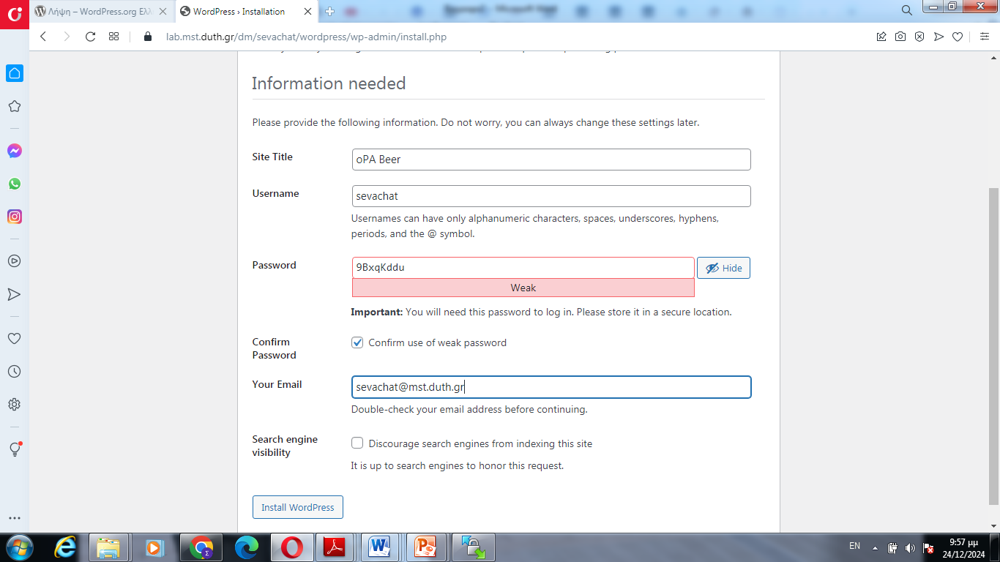 Λήψη – WordPress.org Ελλ
WordPress › Installation
lab.mst.duth.gr/dm/sevachat/wordpress/wp-admin/install.php
Information needed
Please provide the following information. Do not worry, you can always change these settings later.
Site Title
oPA Beer
Username
sevachat
Usernames can have only alphanumeric characters, spaces, underscores, hyphens,
periods, and the @ symbol.
Password
9BxqKddu
Hide
Weak
Important: You will need this password to log in. Please store it in a secure location.
Confirm
Password
Confirm use of weak password
Your Email
sevachat@mst.duth.gr
Double-check your email address before continuing.
Search engine
visibility
Discourage search engines from indexing this site
It is up to search engines to honor this request.
Install WordPress
EN
9:57 μμ
24/12/2024